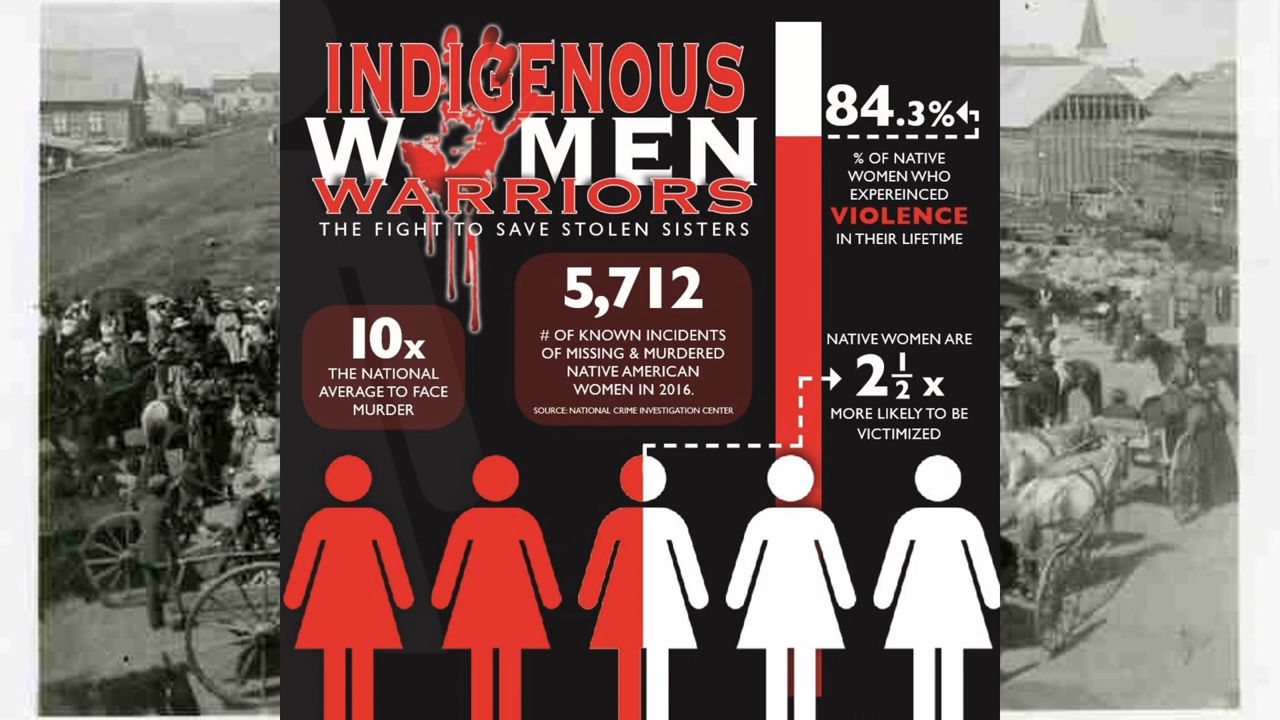 INDIGENOUS
WOMEN
WARRIORS
THE FIGHT TO SAVE STOLEN SISTERS
10x
THE NATIONAL
AVERAGE TO FACE
MURDER
5,712
# OF KNOWN INCIDENTS
OF MISSING & MURDERED
NATIVE AMERICAN
WOMEN IN 2016.
SOURCE: NATIONAL CRIME INVESTIGATION CENTER
84.3%
% OF NATIVE
WOMEN WHO
EXPEREINCED
VIOLENCE
IN THEIR LIFETIME
NATIVE WOMEN ARE
2½ x
MORE LIKELY TO BE
VICTIMIZED